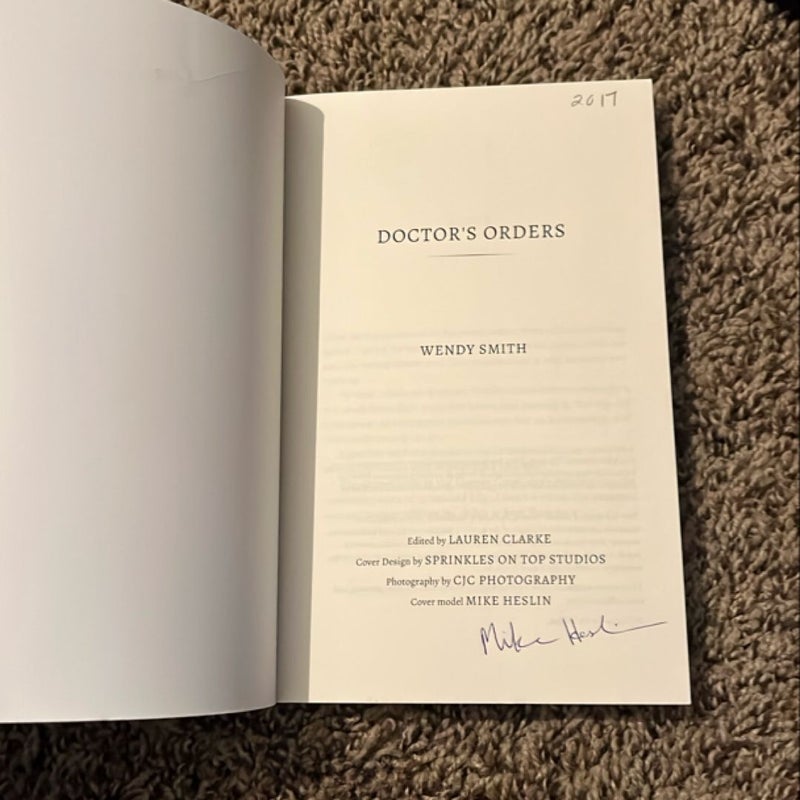 2017
DOCTOR'S ORDERS
WENDY SMITH
Edited by LAUREN CLARKE
Cover Design by SPRINKLES ON TOP STUDIOS
Photography by CJC PHOTOGRAPHY
Cover model MIKE HESLIN
Mike Heslin